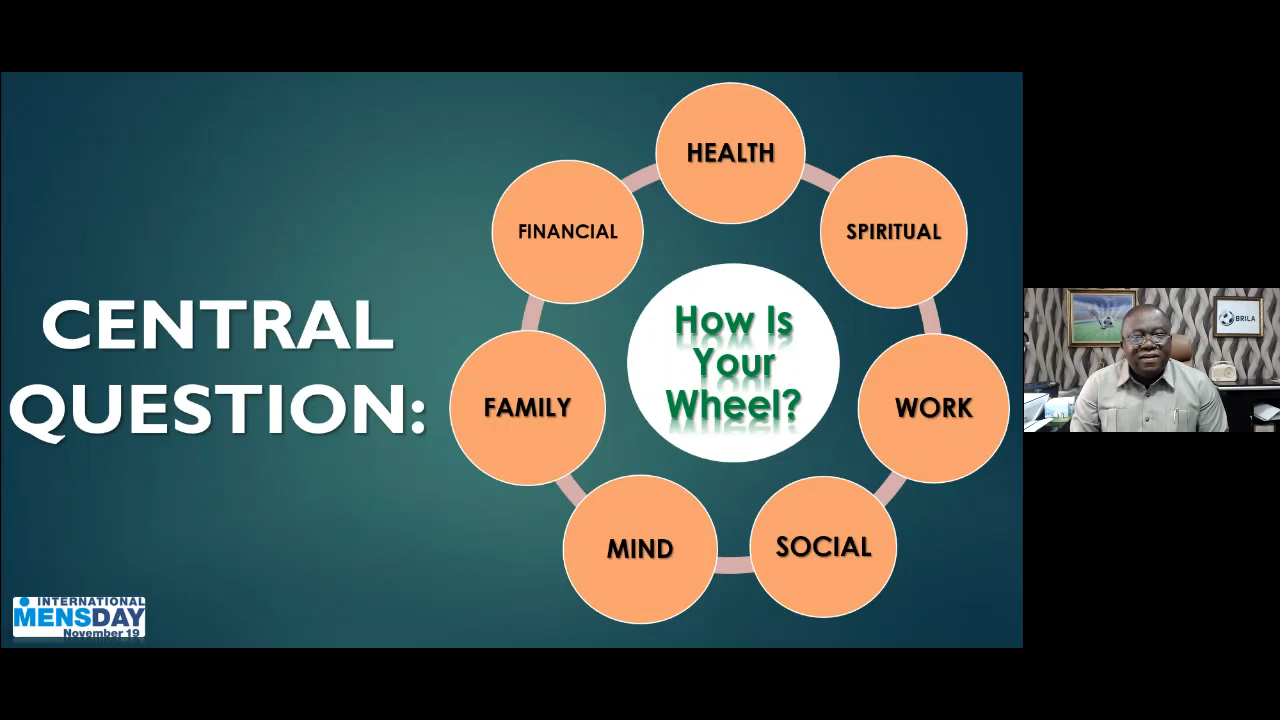 CENTRAL
QUESTION:
HEALTH
SPIRITUAL
WORK
SOCIAL
MIND
FAMILY
FINANCIAL
How Is
Your
Wheel?
INTERNATIONAL
MENSDAY
November 19
BRILA